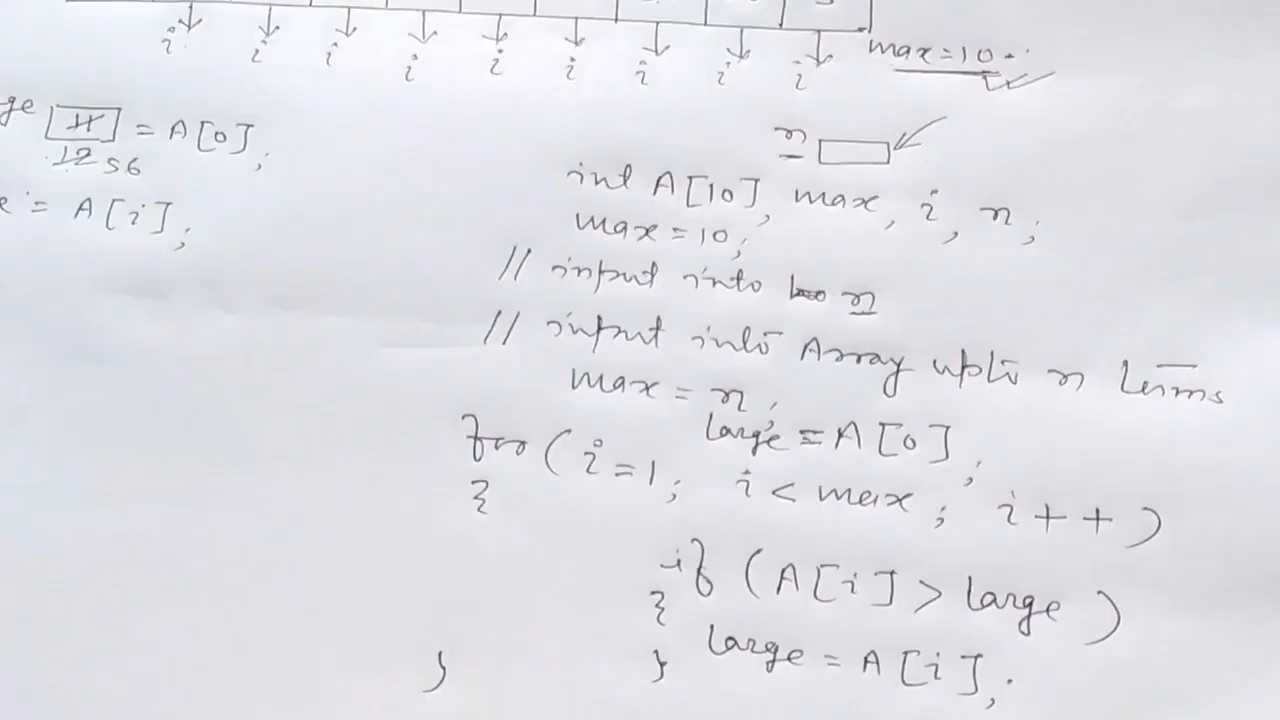 i i i i i i i i i
max=10
ge 11 = A[0];
12 56
= A[i];
n
int A[10], max, i, n;
max=10;
// input into n
// input into Array upto n terms
max = n;
large = A[0];
for (i=1; i < max; i++)
{
if (A[i] > large)
{
large = A[i];
} }